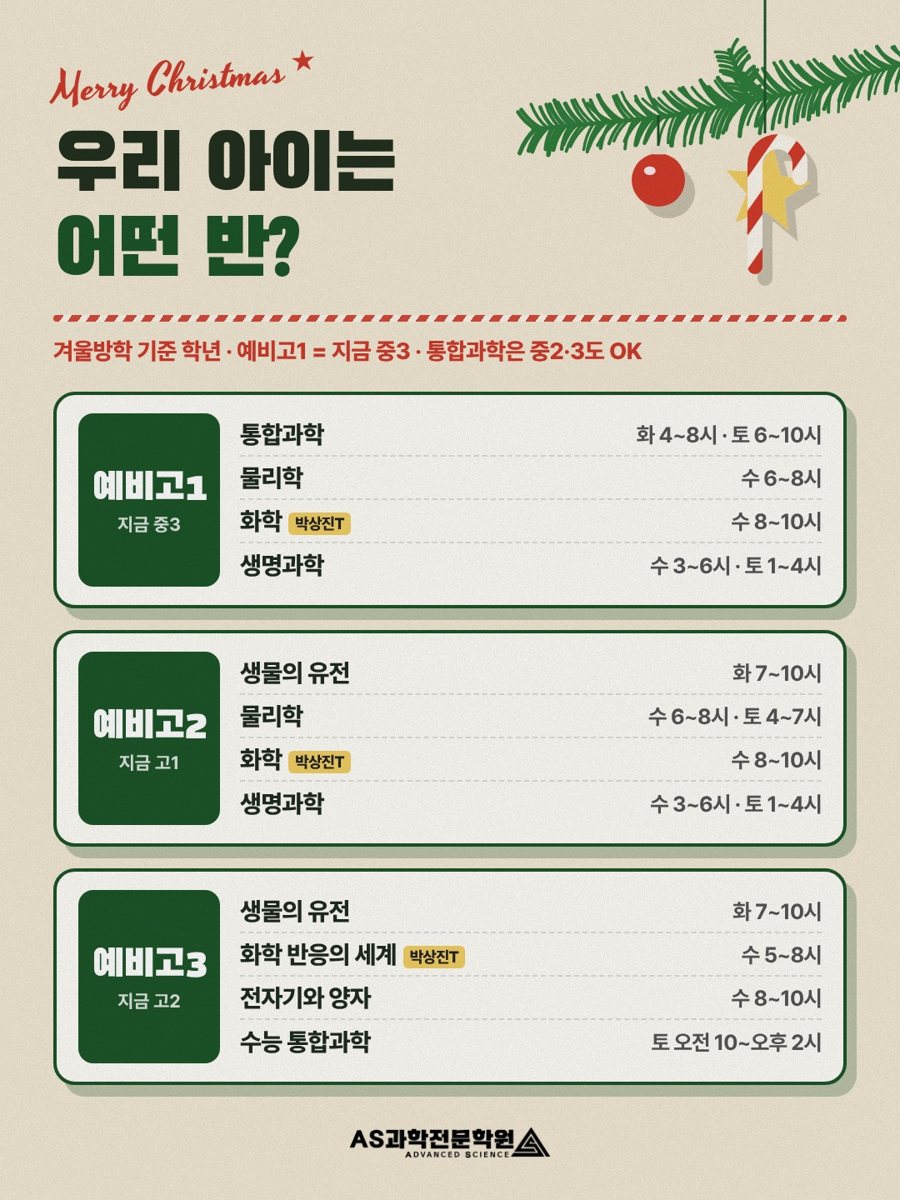 Merry Christmas
우리 아이는
어떤 반?
겨울방학 기준 학년 · 예비고1 = 지금 중3 · 통합과학은 중2·3도 OK
예비고1
지금 중3
통합과학 화 4~8시 · 토 6~10시
물리학 수 6~8시
화학 박상진T 수 8~10시
생명과학 수 3~6시 · 토 1~4시
예비고2
지금 고1
생물의 유전 화 7~10시
물리학 수 6~8시 · 토 4~7시
화학 박상진T 수 8~10시
생명과학 수 3~6시 · 토 1~4시
예비고3
지금 고2
생물의 유전 화 7~10시
화학 반응의 세계 박상진T 수 5~8시
전자기와 양자 수 8~10시
수능 통합과학 토 오전 10~오후 2시
AS과학전문학원
ADVANCED SCIENCE